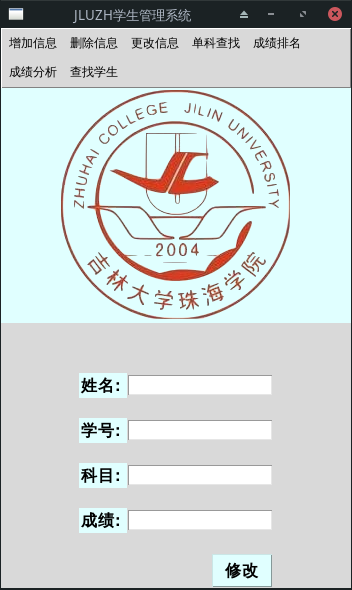 JLUZH学生管理系统
增加信息 删除信息 更改信息 单科查找 成绩排名
成绩分析 查找学生
ZHUHAI COLLEGE JILIN UNIVERSITY
2004
吉林大学珠海学院
姓名:
学号:
科目:
成绩:
修改